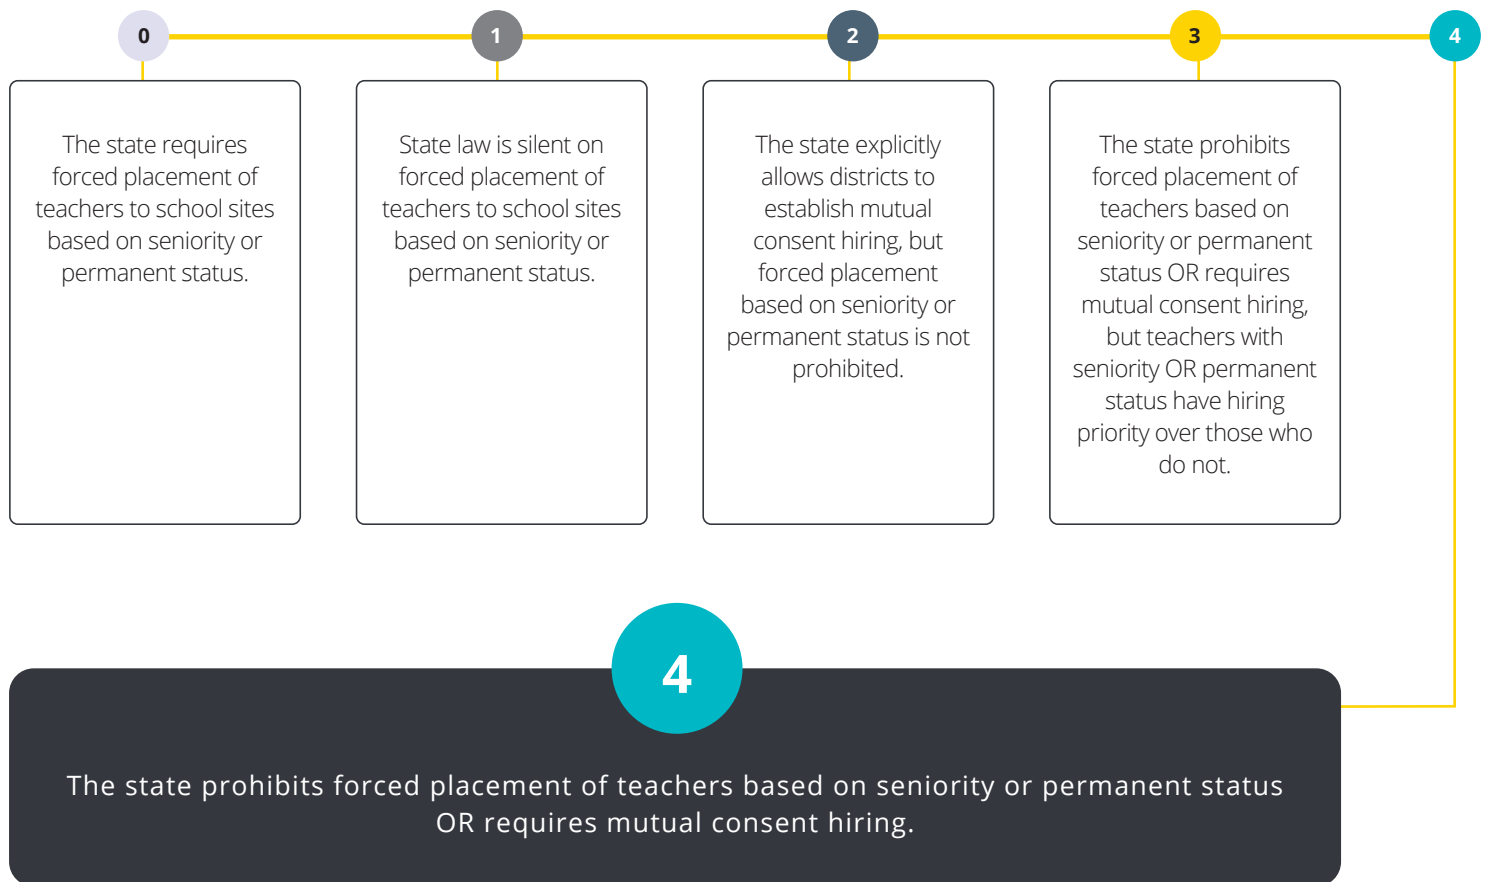 0
1
2
3
4
The state requires
forced placement of
teachers to school sites
based on seniority or
permanent status.
State law is silent on
forced placement of
teachers to school sites
based on seniority or
permanent status.
The state explicitly
allows districts to
establish mutual
consent hiring, but
forced placement
based on seniority or
permanent status is not
prohibited.
The state prohibits
forced placement of
teachers based on
seniority or permanent
status OR requires
mutual consent hiring,
but teachers with
seniority OR permanent
status have hiring
priority over those who
do not.
4
The state prohibits forced placement of teachers based on seniority or permanent status
OR requires mutual consent hiring.